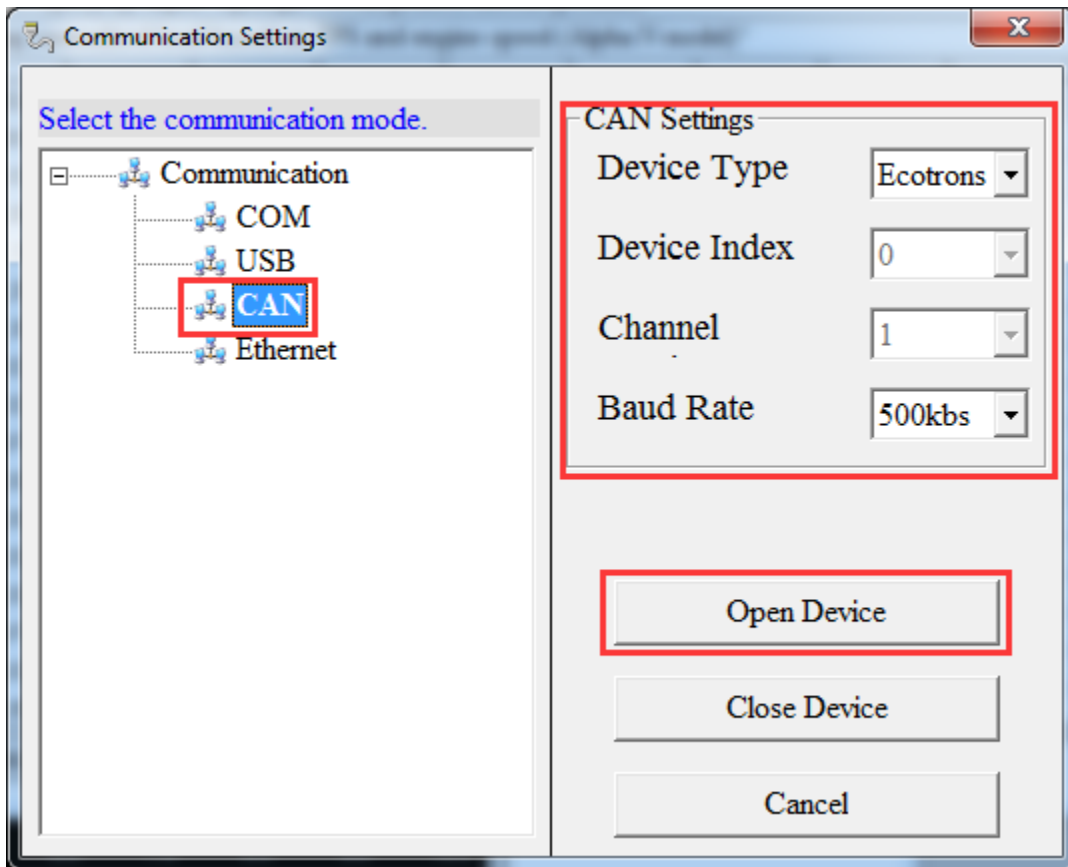 Communication Settings
Select the communication mode.
Communication
COM
USB
CAN
Ethernet
CAN Settings
Device Type
Ecotrons
Device Index
0
Channel
1
Baud Rate
500kbs
Open Device
Close Device
Cancel